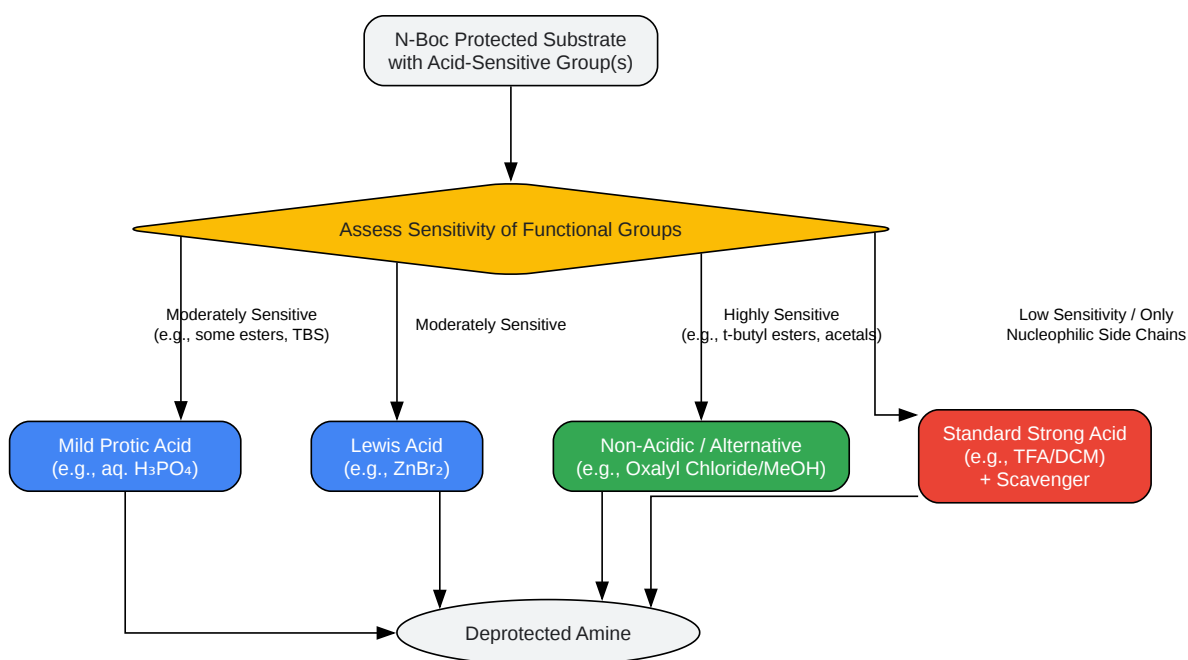 N-Boc Protected Substrate
with Acid-Sensitive Group(s)
Assess Sensitivity of Functional Groups
Moderately Sensitive
(e.g., some esters, TBS)
Moderately Sensitive
Highly Sensitive
(e.g., t-butyl esters, acetals)
Low Sensitivity / Only
Nucleophilic Side Chains
Mild Protic Acid
(e.g., aq. H₃PO₄)
Lewis Acid
(e.g., ZnBr₂)
Non-Acidic / Alternative
(e.g., Oxalyl Chloride/MeOH)
Standard Strong Acid
(e.g., TFA/DCM)
+ Scavenger
Deprotected Amine